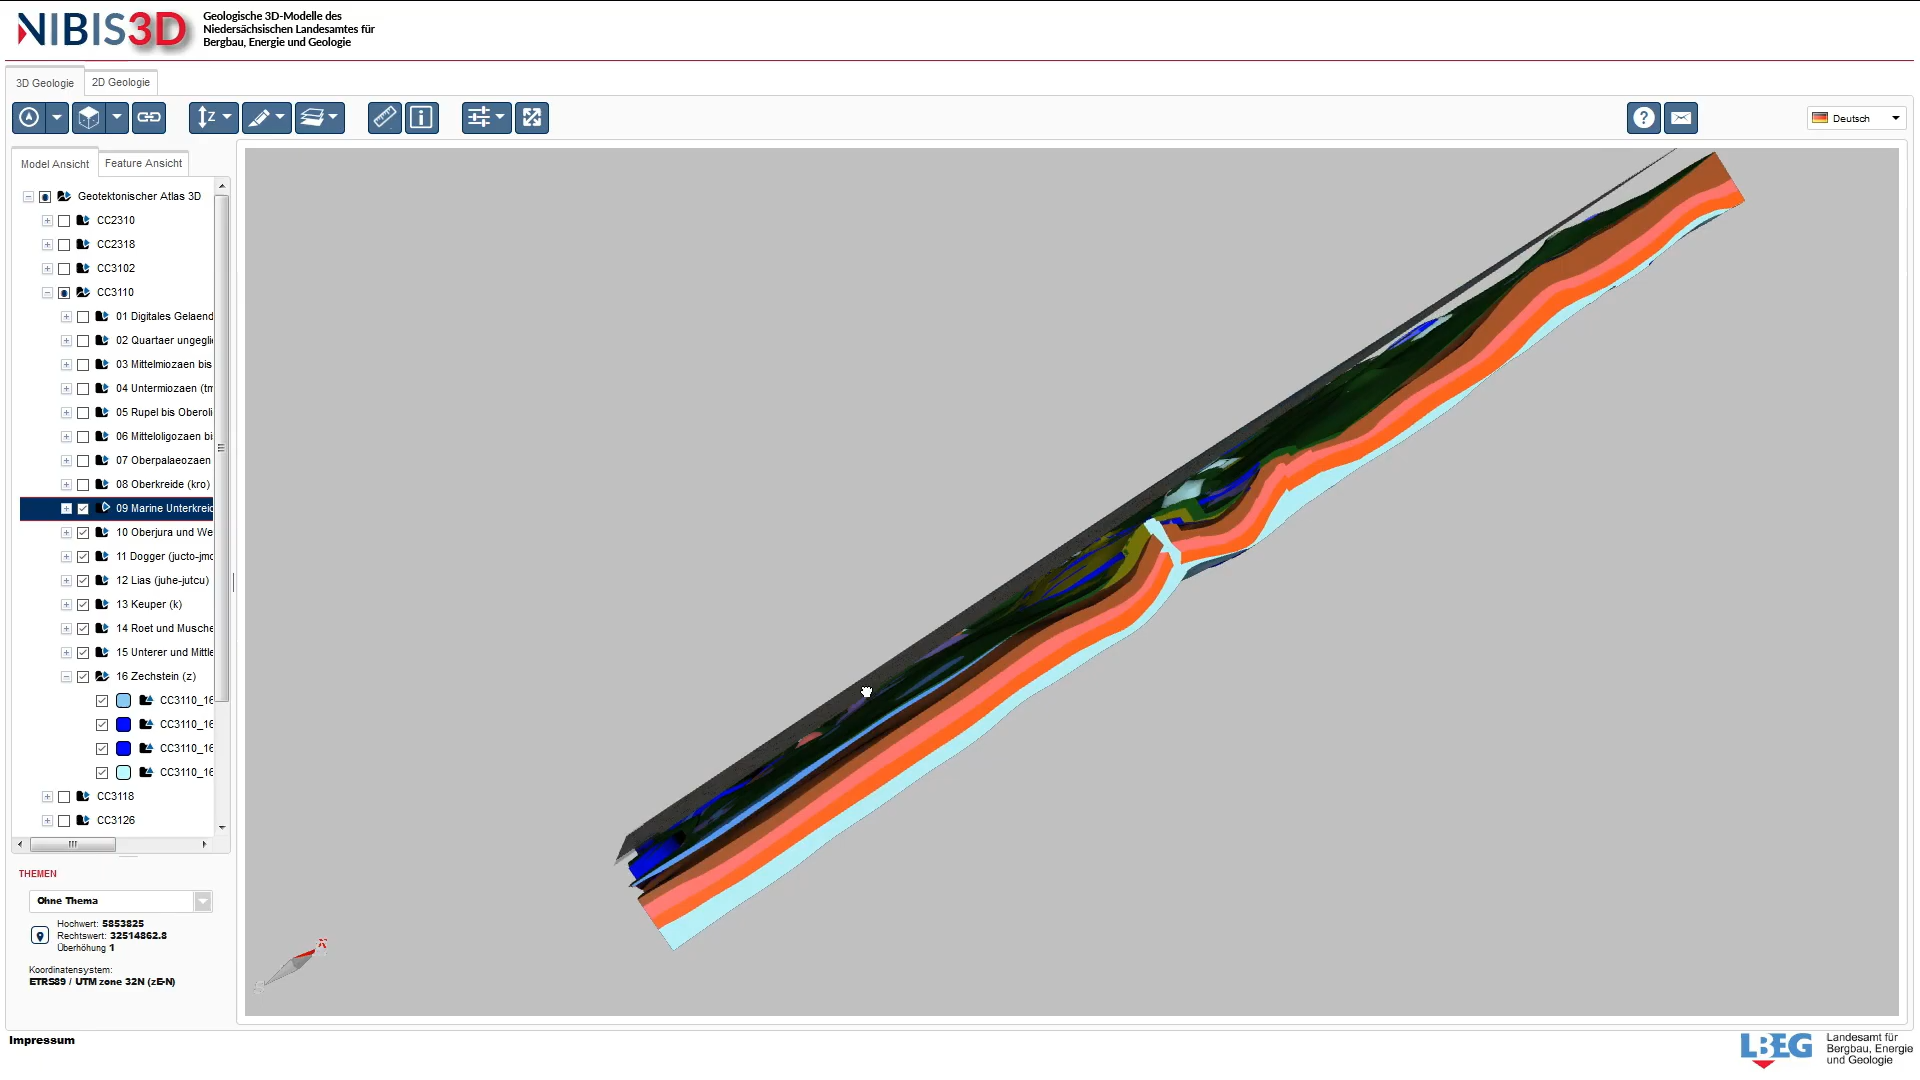 NIBIS3D
Geologische 3D-Modelle des
Niedersächsischen Landesamtes für
Bergbau, Energie und Geologie
3D Geologie
2D Geologie
Z
Deutsch
Model Ansicht
Feature Ansicht
Geotektonischer Atlas 3D
CC2310
CC2318
CC3102
CC3110
01 Digitales Gelaend
02 Quartaer ungegli
03 Mittelmiozaen bis
04 Untermiozaen (tm
05 Rupel bis Oberoli
06 Mitteloligozaen bi
07 Oberpalaeozaen
08 Oberkreide (kro)
09 Marine Unterkreid
10 Oberjura und We
11 Dogger (jucto-jmc
12 Lias (juhe-jutcu)
13 Keuper (k)
14 Roet und Musche
15 Unterer und Mittle
16 Zechstein (z)
CC3110_16
CC3110_16
CC3110_16
CC3110_16
CC3118
CC3126
THEMEN
Ohne Thema
Hochwert: 5853825
Rechtswert: 32514862.8
Überhöhung 1
Koordinatensystem:
ETRS89 / UTM zone 32N (zE-N)
Impressum
LBEG
Landesamt für
Bergbau, Energie
und Geologie